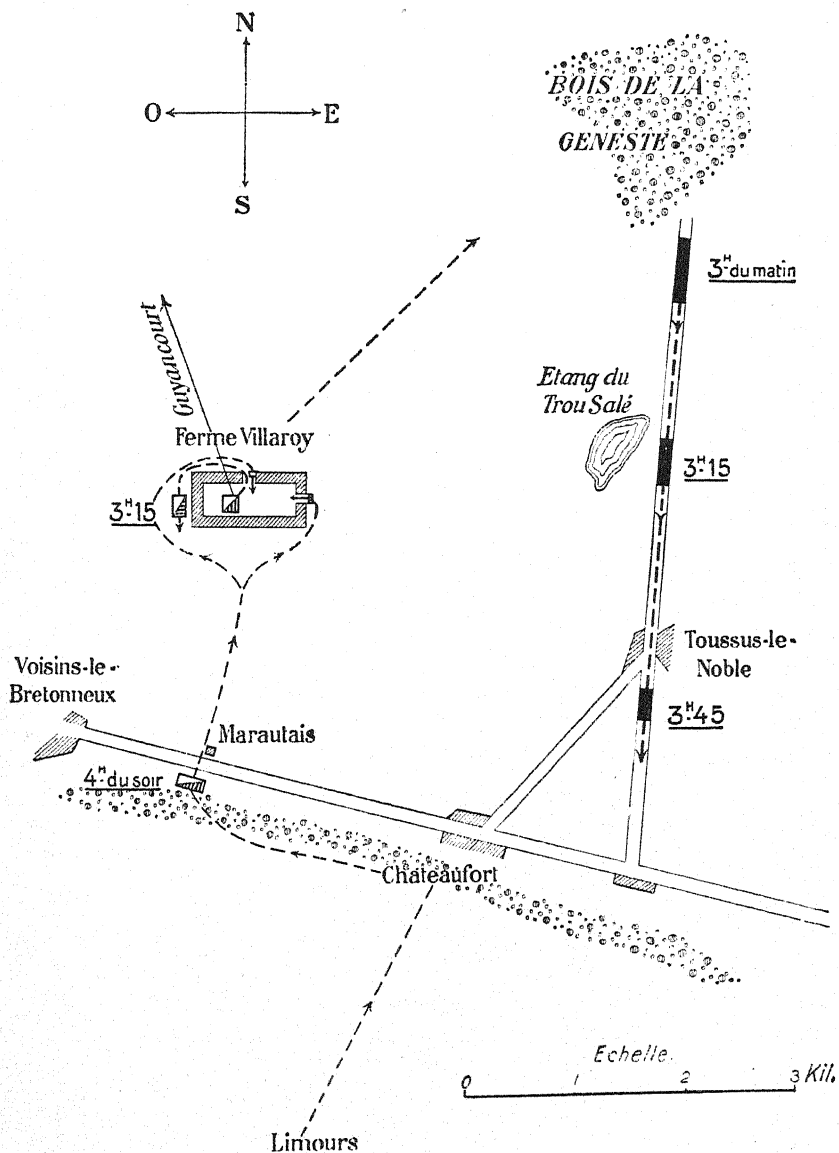 N
O E
S
BOIS DE LA
GENESTE
3H du matin
Guyancourt
Etang du
Trou Salé
Ferme Villaroy
3H15
3H15
Toussus-le-
Noble
Voisins-le-
Bretonneux
3H45
Marautais
4H du soir
Chateaufort
Echelle.
0 1 2 3 Kil.
Limours